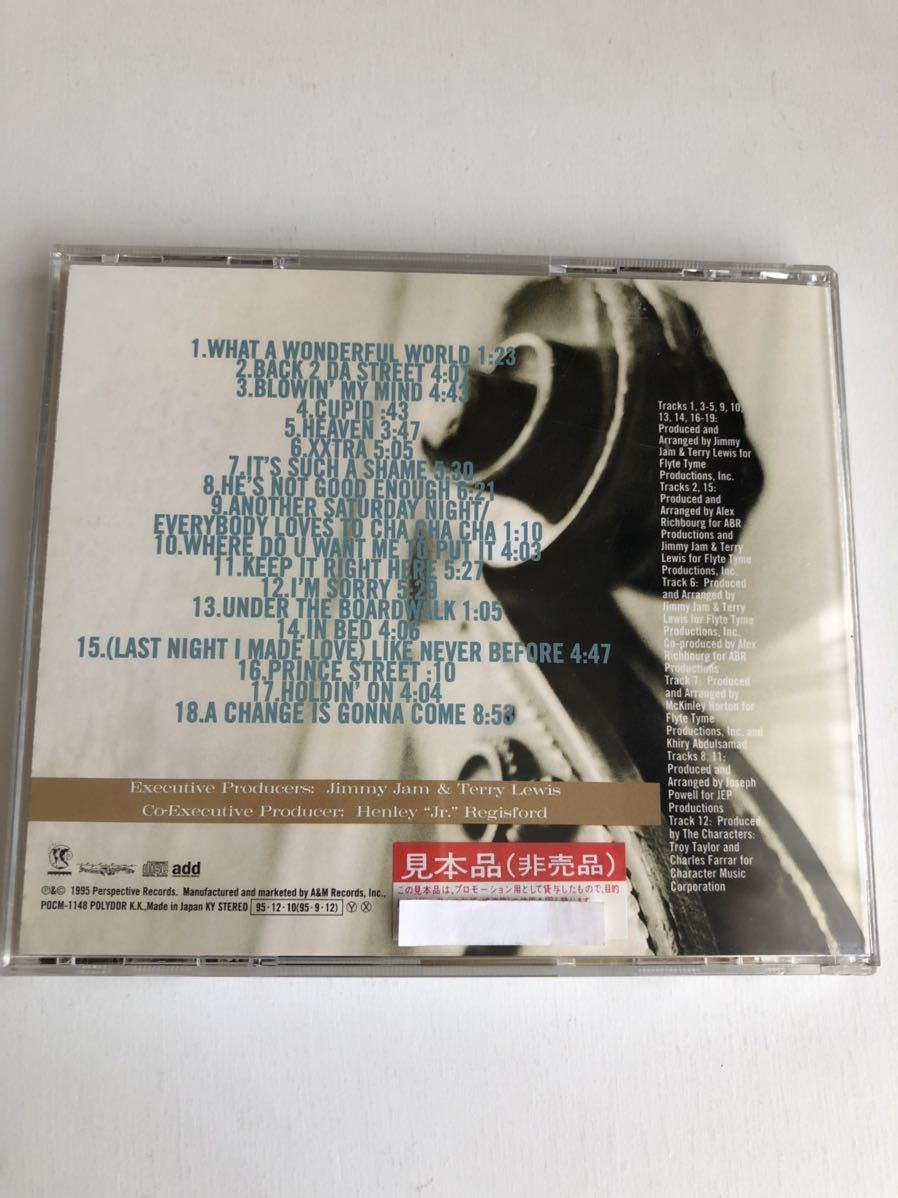 1.WHAT A WONDERFUL WORLD 1:23
2.BACK 2 DA STREET 4:07
3.BLOWIN' MY MIND 4:43
4.CUPID :43
5.HEAVEN 3:47
6.XXTRA 5:05
7.IT'S SUCH A SHAME 5:30
8.HE'S NOT GOOD ENOUGH 6:21
9.ANOTHER SATURDAY NIGHT/
EVERYBODY LOVES TO CHA CHA CHA 1:10
10.WHERE DO U WANT ME TO PUT IT 4:03
11.KEEP IT RIGHT HERE 5:27
12.I'M SORRY 5:25
13.UNDER THE BOARDWALK 1:05
14.IN BED 4:06
15.(LAST NIGHT I MADE LOVE) LIKE NEVER BEFORE 4:47
16.PRINCE STREET :10
17.HOLDIN' ON 4:04
18.A CHANGE IS GONNA COME 8:53
Tracks 1, 3-5, 9, 10,
13, 14, 16-19:
Produced and
Arranged by Jimmy
Jam & Terry Lewis for
Flyte Tyme
Productions, Inc.
Tracks 2, 15:
Produced and
Arranged by Alex
Richbourg for ABR
Productions and
Jimmy Jam & Terry
Lewis for Flyte Tyme
Productions, Inc.
Track 6: Produced
and Arranged by
Jimmy Jam & Terry
Lewis for Flyte Tyme
Productions, Inc.
Co-produced by Alex
Richbourg for ABR
Productions
Track 7: Produced
and Arranged by
McKinley Horton for
Flyte Tyme
Productions, Inc. and
Khiry Abdulsamad
Tracks 8, 11:
Produced and
Arranged by Joseph
Powell for JEP
Productions
Track 12: Produced
by The Characters:
Troy Taylor and
Charles Farrar for
Character Music
Corporation
Executive Producers: Jimmy Jam & Terry Lewis
Co-Executive Producer: Henley "Jr." Regisford
add
℗&© 1995 Perspective Records. Manufactured and marketed by A&M Records, Inc.,
POCM-1148 POLYDOR K.K.,Made in Japan KY STEREO 95·12·10(95·9·12) Ⓨ Ⓧ
見本品(非売品)
この見本品は、プロモーション用として貸与したもので、目的